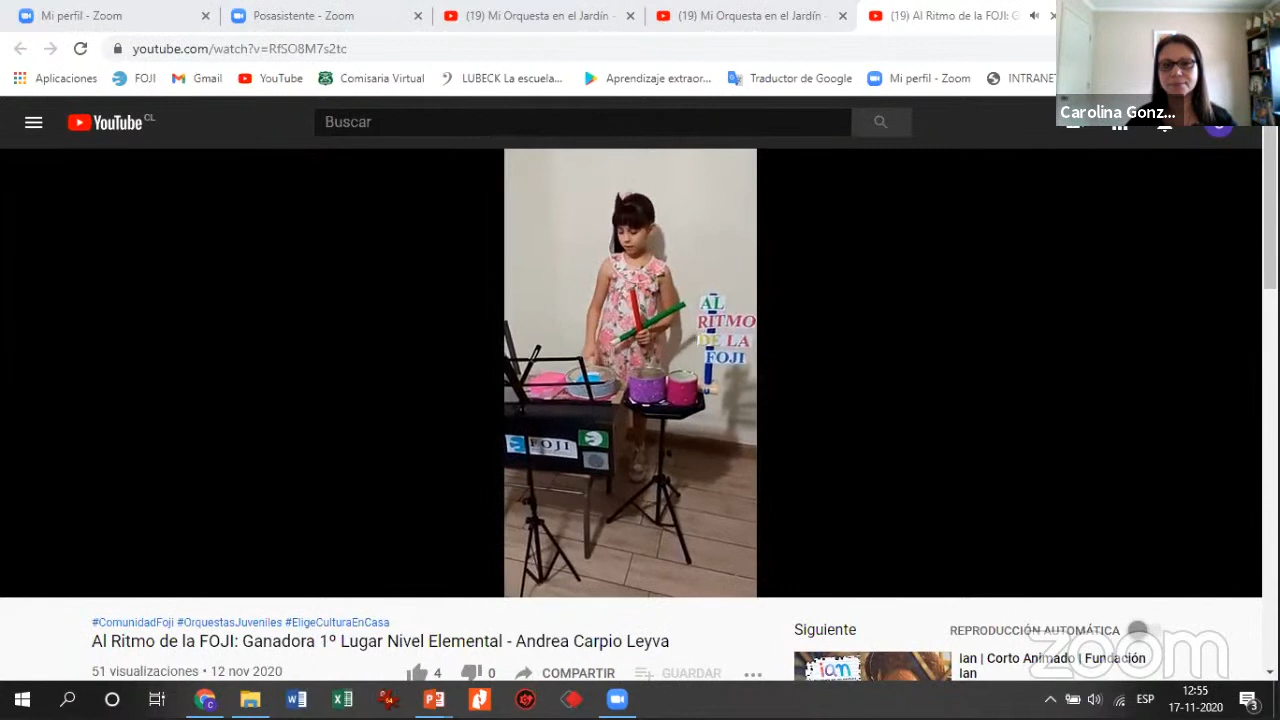 Mi perfil - Zoom
Posasistente - Zoom
(19) Mi Orquesta en el Jardín -
(19) Mi Orquesta en el Jardín -
(19) Al Ritmo de la FOJI: G
youtube.com/watch?v=RfSO8M7s2tc
Aplicaciones
FOJI
Gmail
YouTube
Comisaria Virtual
LUBECK La escuela...
Aprendizaje extraor...
Traductor de Google
Mi perfil - Zoom
INTRANE
Carolina Gonz...
YouTube CL
Buscar
AL
RITMO
DE LA
FOJI
FOJI
#ComunidadFoji #OrquestasJuveniles #EligeCulturaEnCasa
Al Ritmo de la FOJI: Ganadora 1º Lugar Nivel Elemental - Andrea Carpio Leyva
51 visualizaciones • 12 nov 2020
4
0
COMPARTIR
GUARDAR
Siguiente
REPRODUCCIÓN AUTOMÁTICA
ian
Ian | Corto Animado | Fundación
Ian
zoom
ESP
12:55
17-11-2020
3